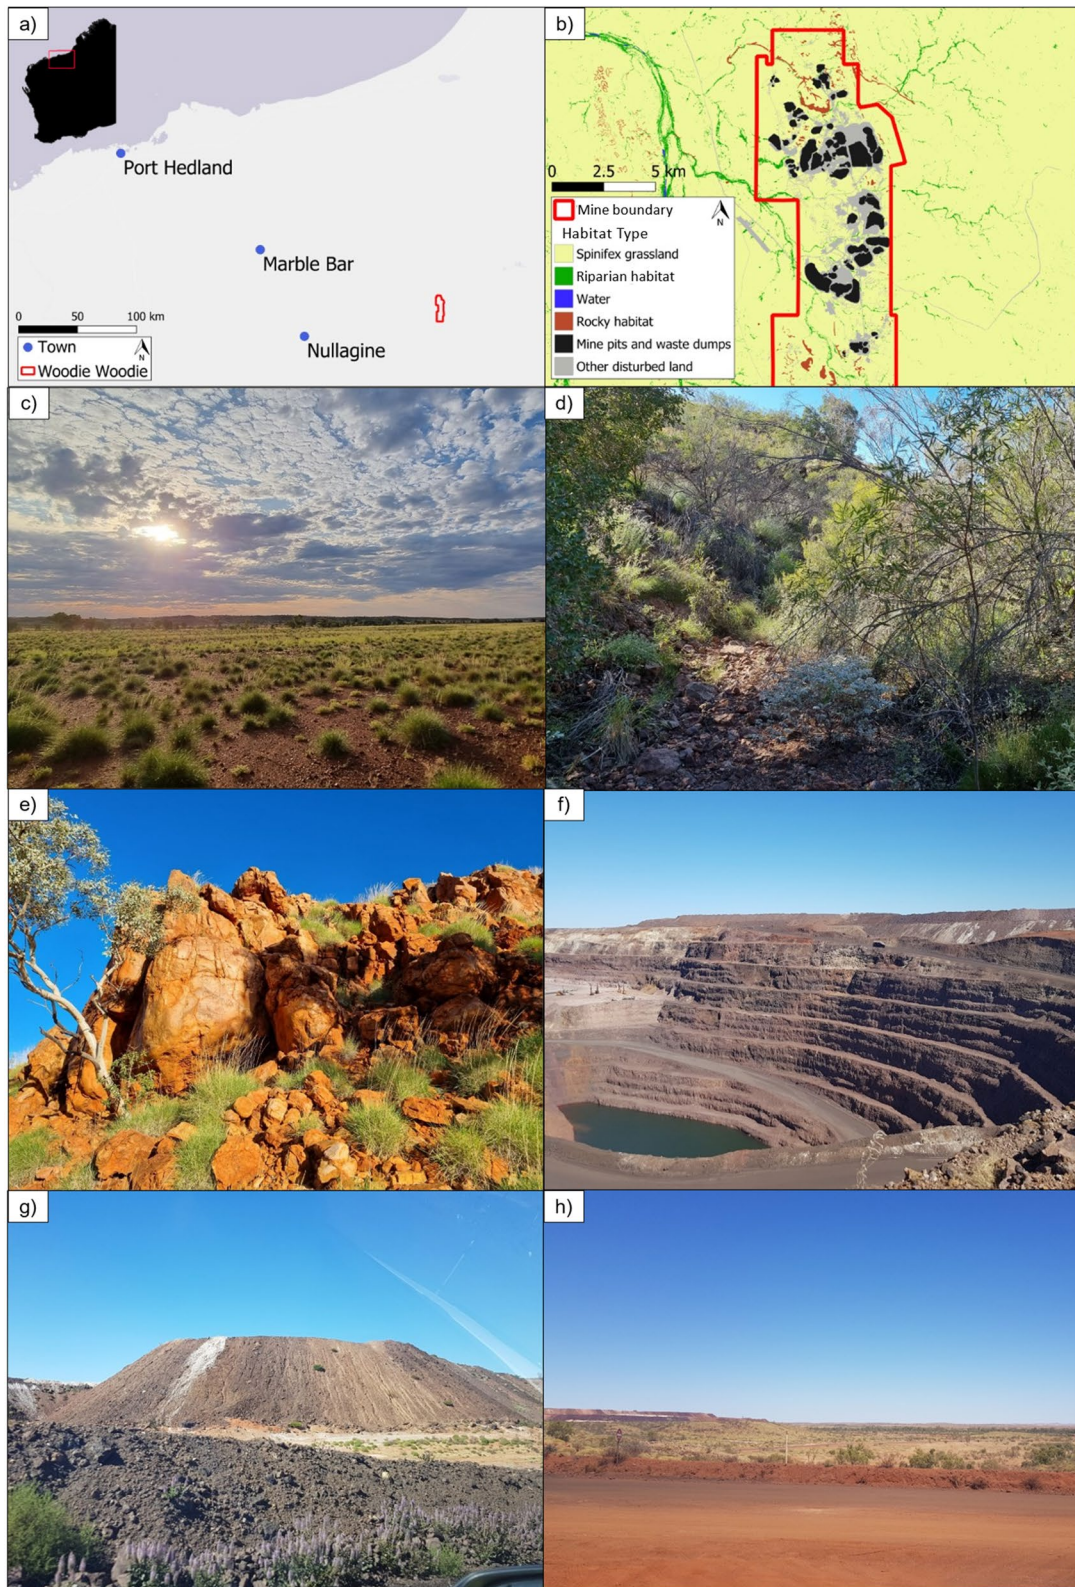 a)
Port Hedland
Marble Bar
Nullagine
0 50 100 km
Town
Woodie Woodie
N
b)
0 2.5 5 km
Mine boundary
N
Habitat Type
Spinifex grassland
Riparian habitat
Water
Rocky habitat
Mine pits and waste dumps
Other disturbed land
c)
d)
e)
f)
g)
h)